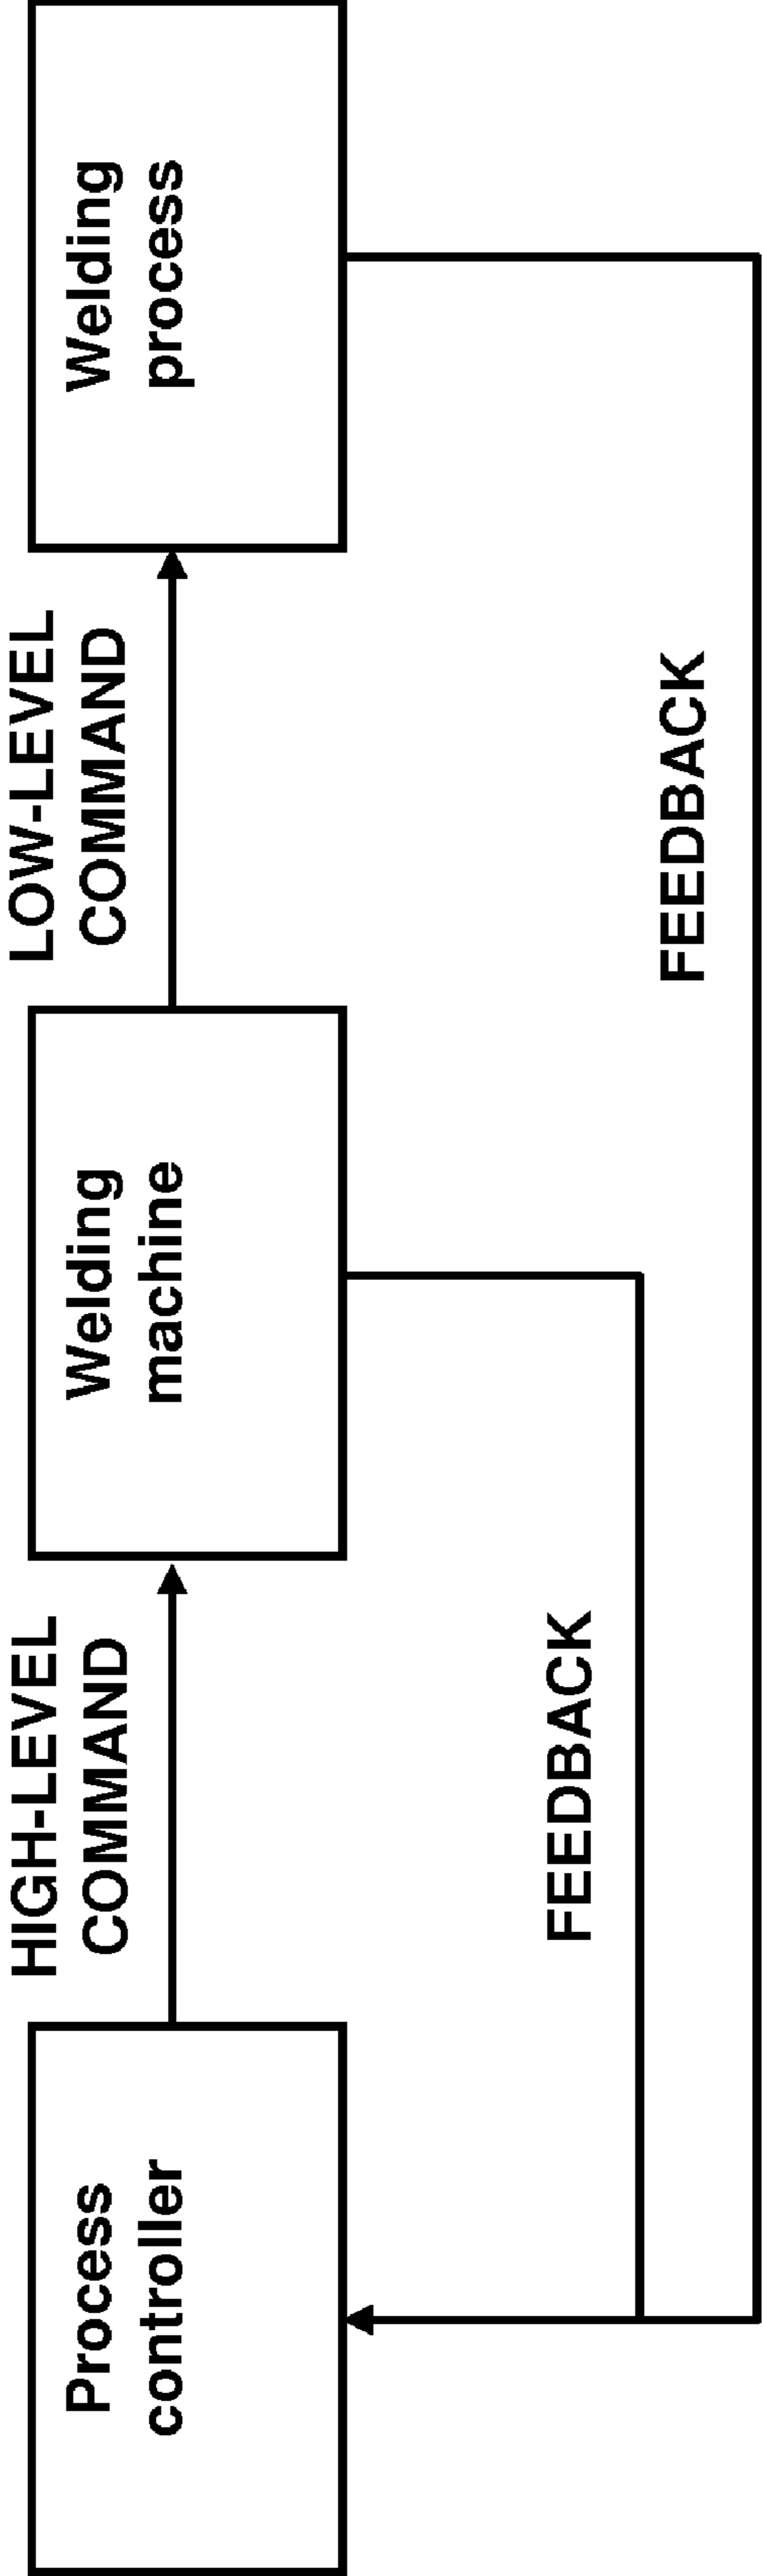 HIGH-LEVEL
COMMAND
LOW-LEVEL
COMMAND
Process
controller
Welding
machine
Welding
process
FEEDBACK
FEEDBACK